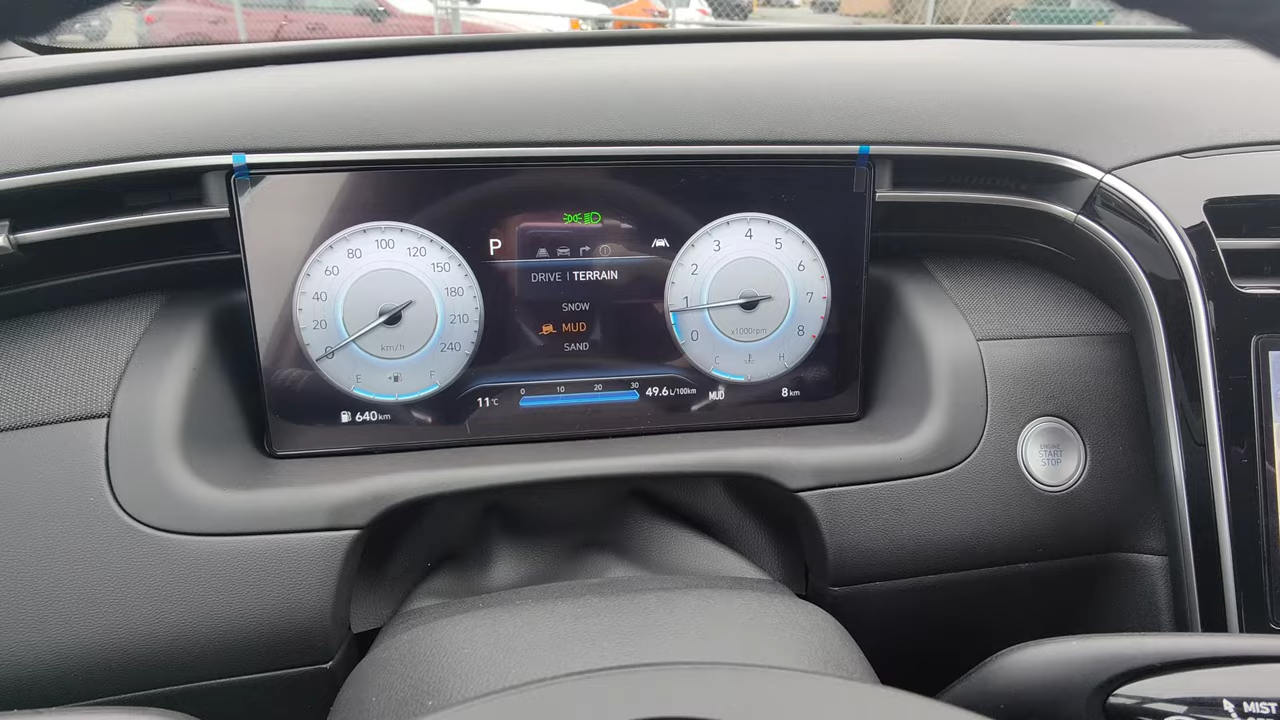 P
DRIVE | TERRAIN
SNOW
MUD
SAND
0 20 40 60 80 100 120 150 180 210 240
km/h
E F
640 km
11°C
0 10 20 30
49.6 L/100km
0 1 2 3 4 5 6 7 8
x1000rpm
C H
MUD
8 km
ENGINE
START
STOP
MIST